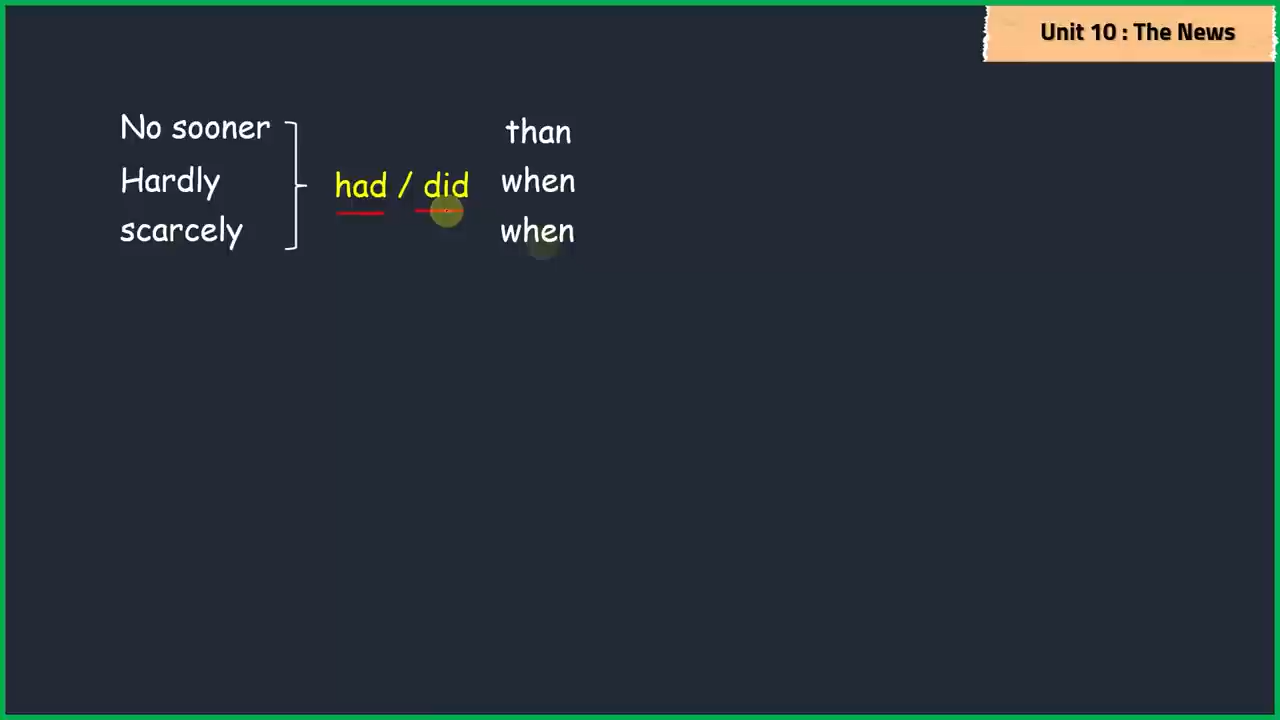 Unit 10 : The News
No sooner than
Hardly had / did when
scarcely when